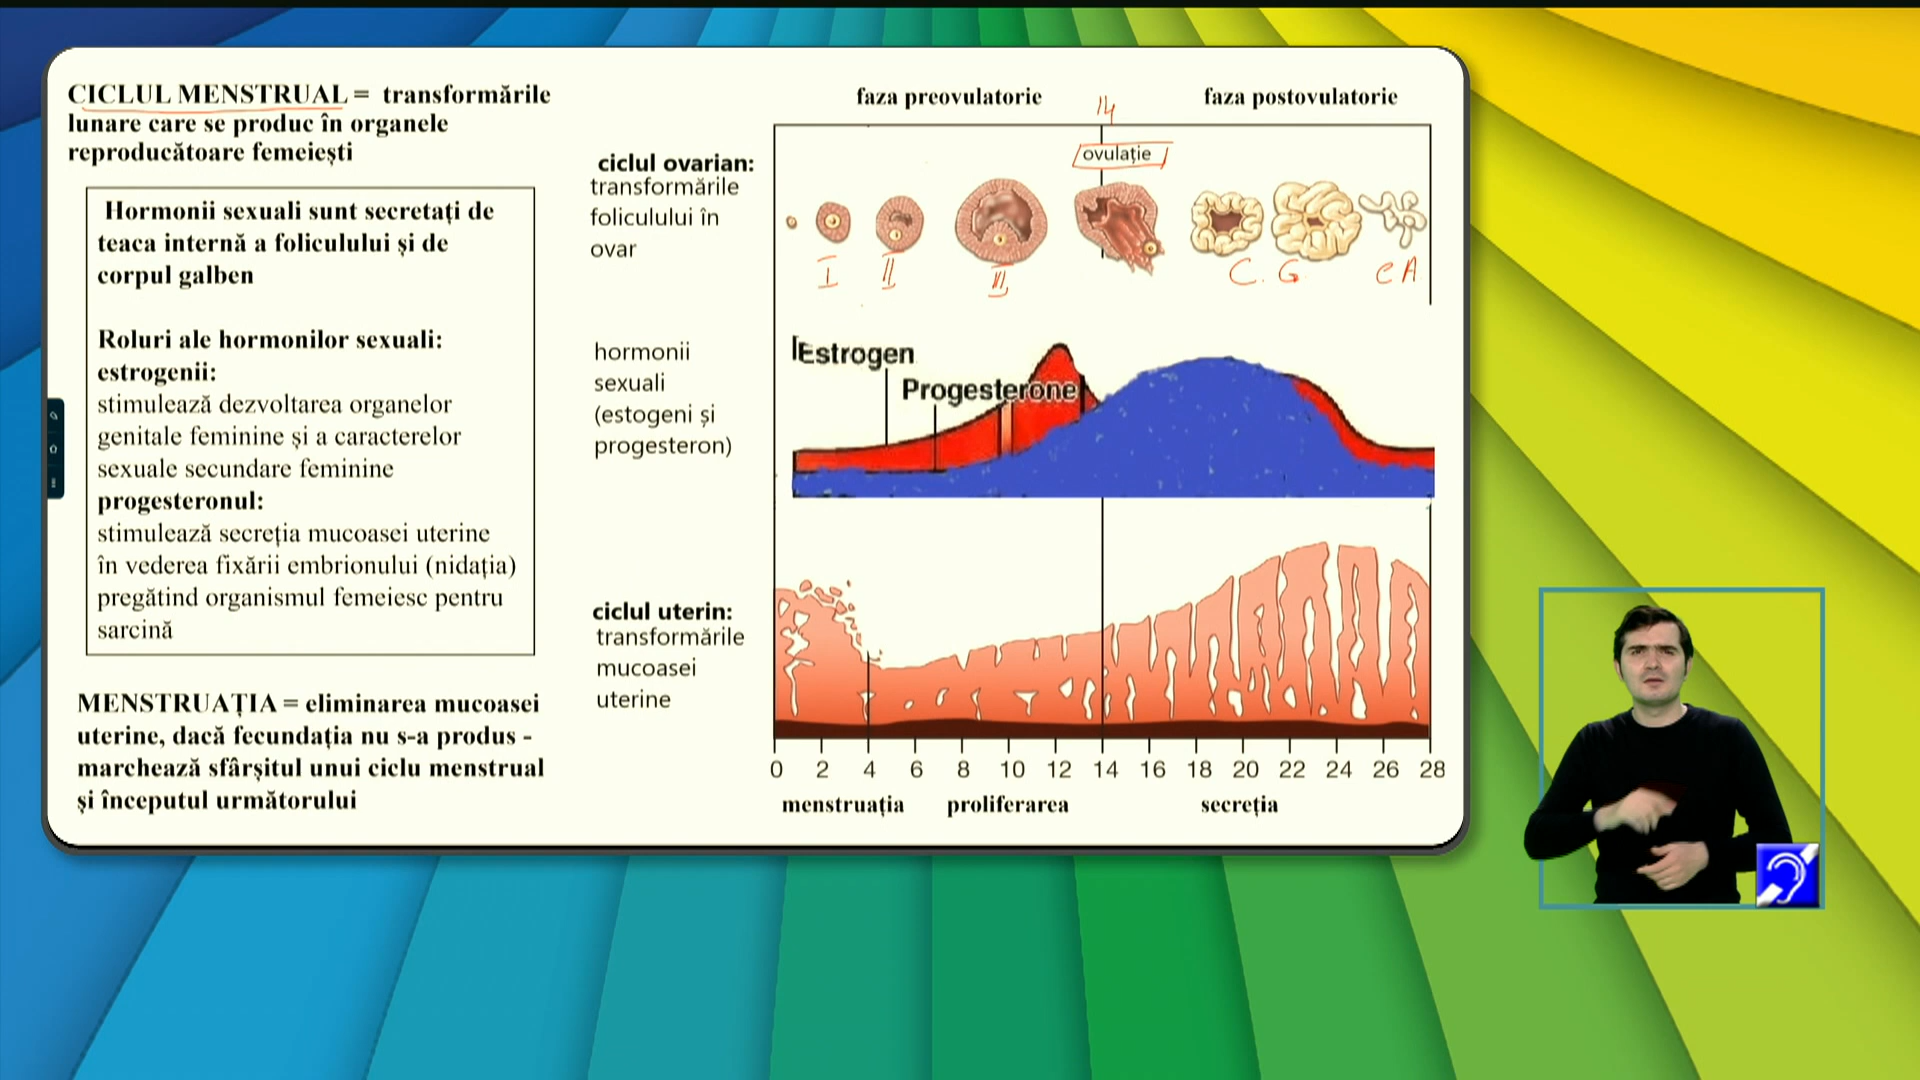 CICLUL MENSTRUAL = transformările
lunare care se produc în organele
reproducătoare femeiești
Hormonii sexuali sunt secretați de
teaca internă a foliculului și de
corpul galben
Roluri ale hormonilor sexuali:
estrogenii:
stimulează dezvoltarea organelor
genitale feminine și a caracterelor
sexuale secundare feminine
progesteronul:
stimulează secreția mucoasei uterine
în vederea fixării embrionului (nidația)
pregătind organismul femeiesc pentru
sarcină
MENSTRUAȚIA = eliminarea mucoasei
uterine, dacă fecundația nu s-a produs -
marchează sfârșitul unui ciclu menstrual
și începutul următorului
faza preovulatorie
14
faza postovulatorie
ciclul ovarian:
transformările
foliculului în
ovar
ovulație
I II III C.G CA
hormonii
sexuali
(estogeni și
progesteron)
Estrogen
Progesterone
ciclul uterin:
transformările
mucoasei
uterine
0 2 4 6 8 10 12 14 16 18 20 22 24 26 28
menstruația proliferarea secreția